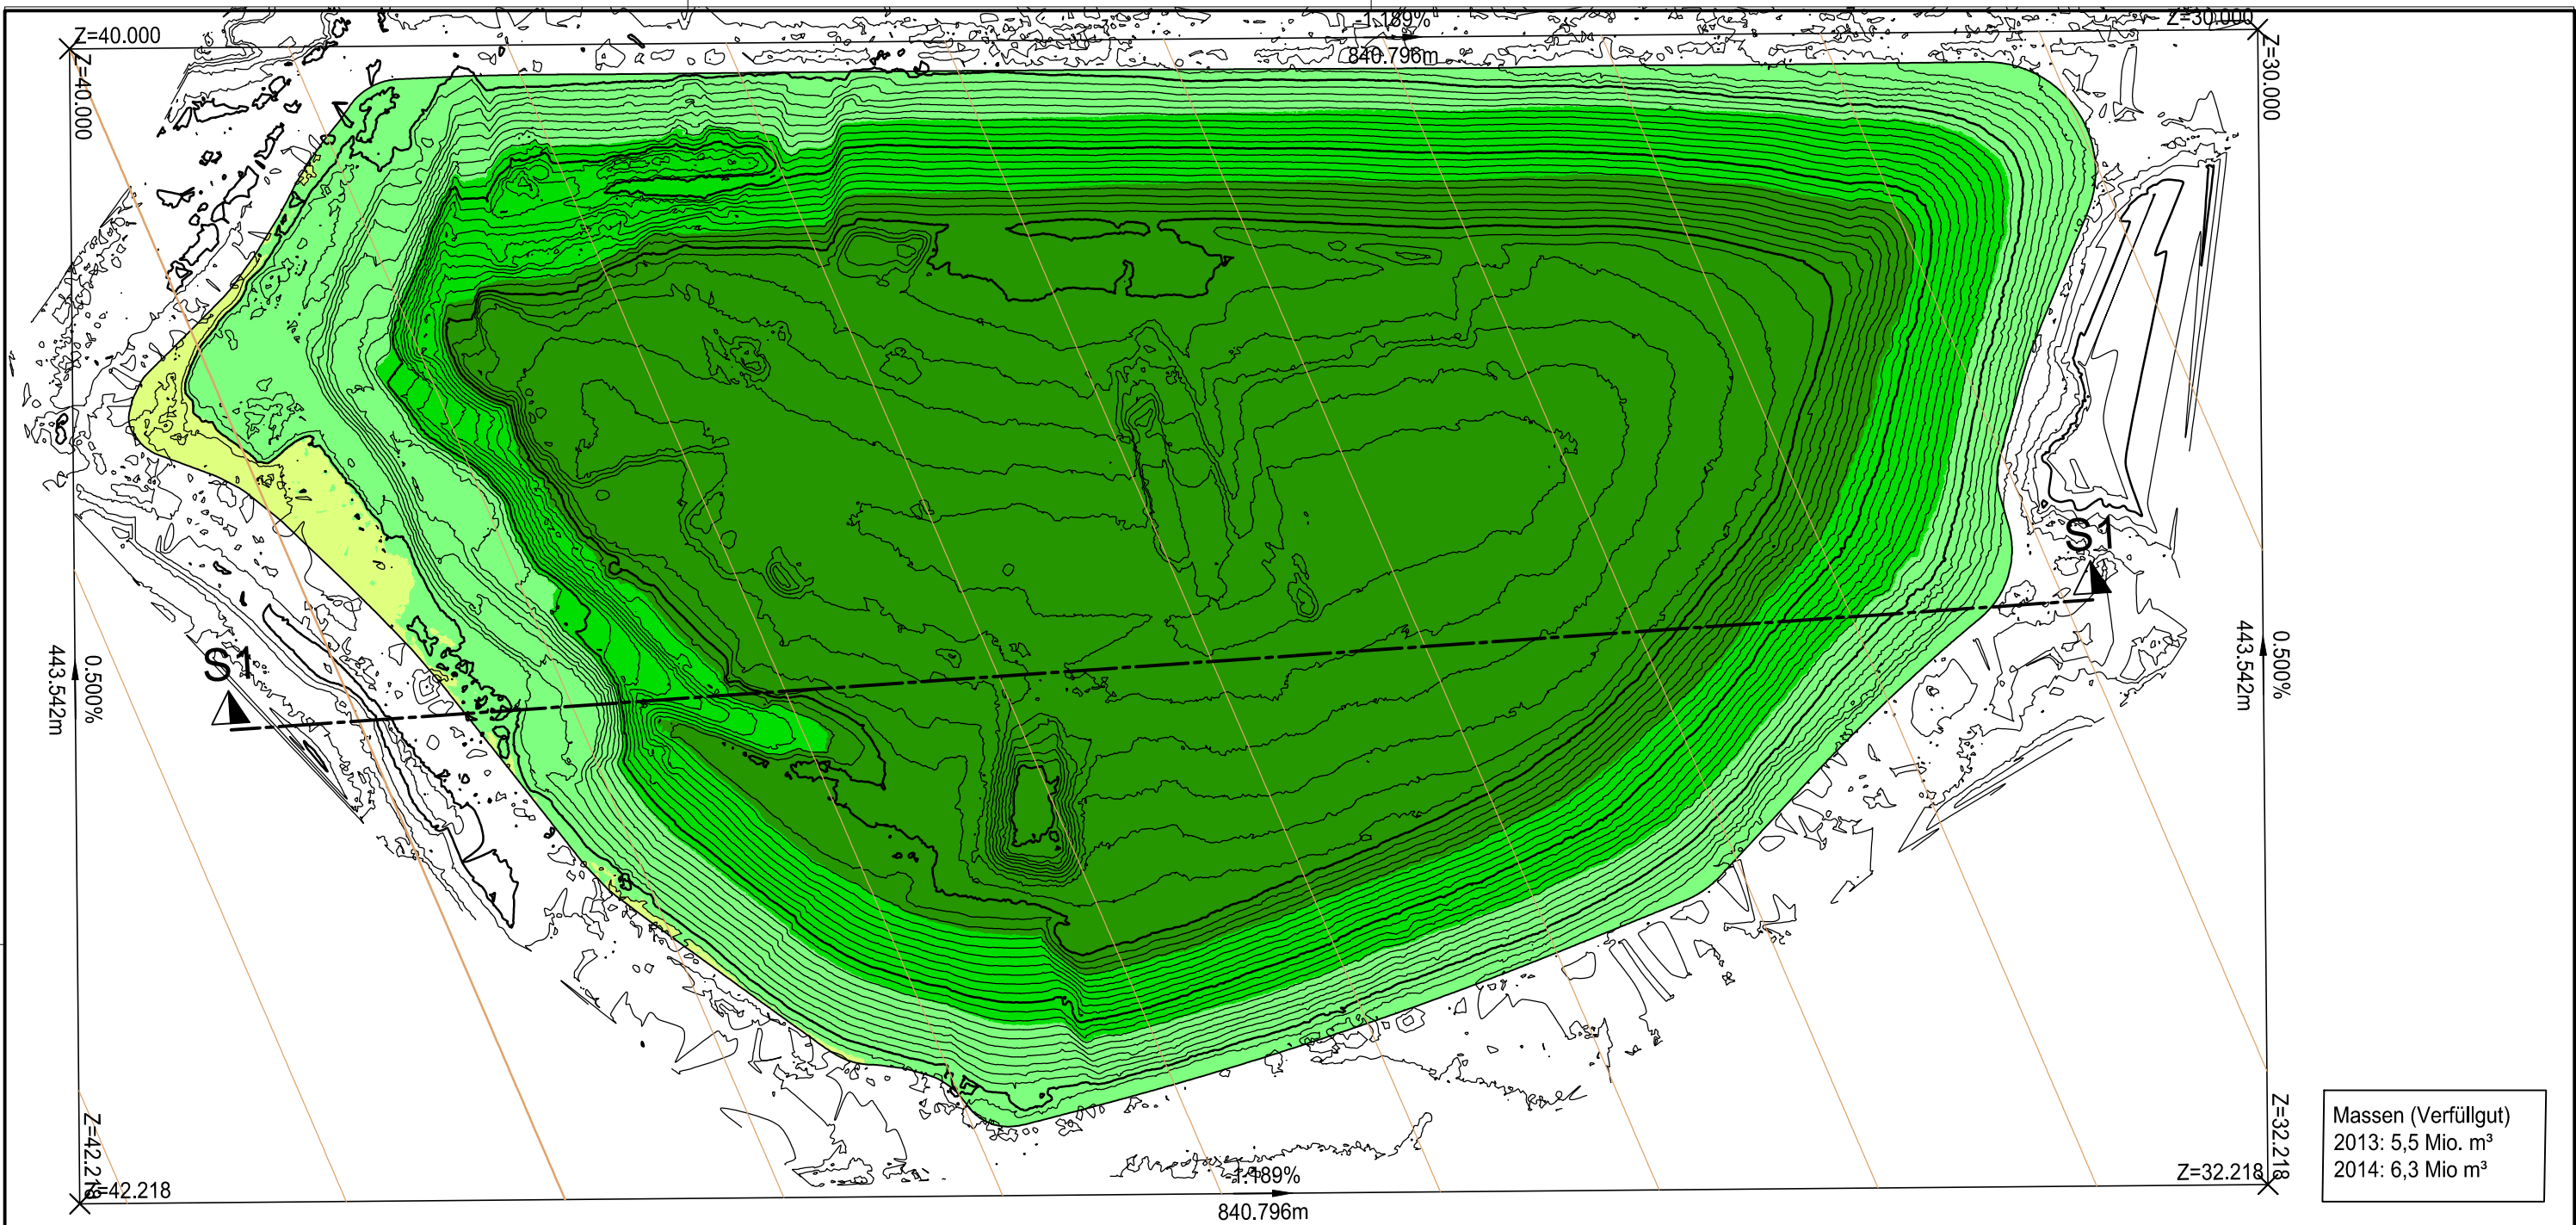 -1.189%
Z=40.000
Z=30.000
840.796m
Z=40.000
Z=30.000
S1
S1
443.542m
0.500%
443.542m
0.500%
Z=42.218
Z=42.218
-1.189%
840.796m
Z=32.218
Z=32.218
Massen (Verfüllgut)
2013: 5,5 Mio. m³
2014: 6,3 Mio m³